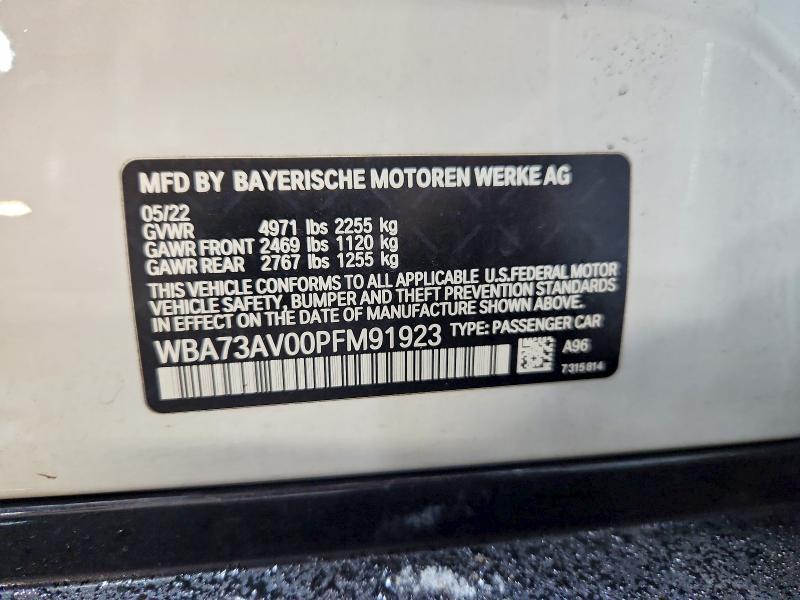 MFD BY BAYERISCHE MOTOREN WERKE AG
05/22
GVWR 4971 lbs 2255 kg
GAWR FRONT 2469 lbs 1120 kg
GAWR REAR 2767 lbs 1255 kg
THIS VEHICLE CONFORMS TO ALL APPLICABLE U.S.FEDERAL MOTOR
VEHICLE SAFETY, BUMPER AND THEFT PREVENTION STANDARDS
IN EFFECT ON THE DATE OF MANUFACTURE SHOWN ABOVE.
WBA73AV00PFM91923 TYPE: PASSENGER CAR
A96
7315814